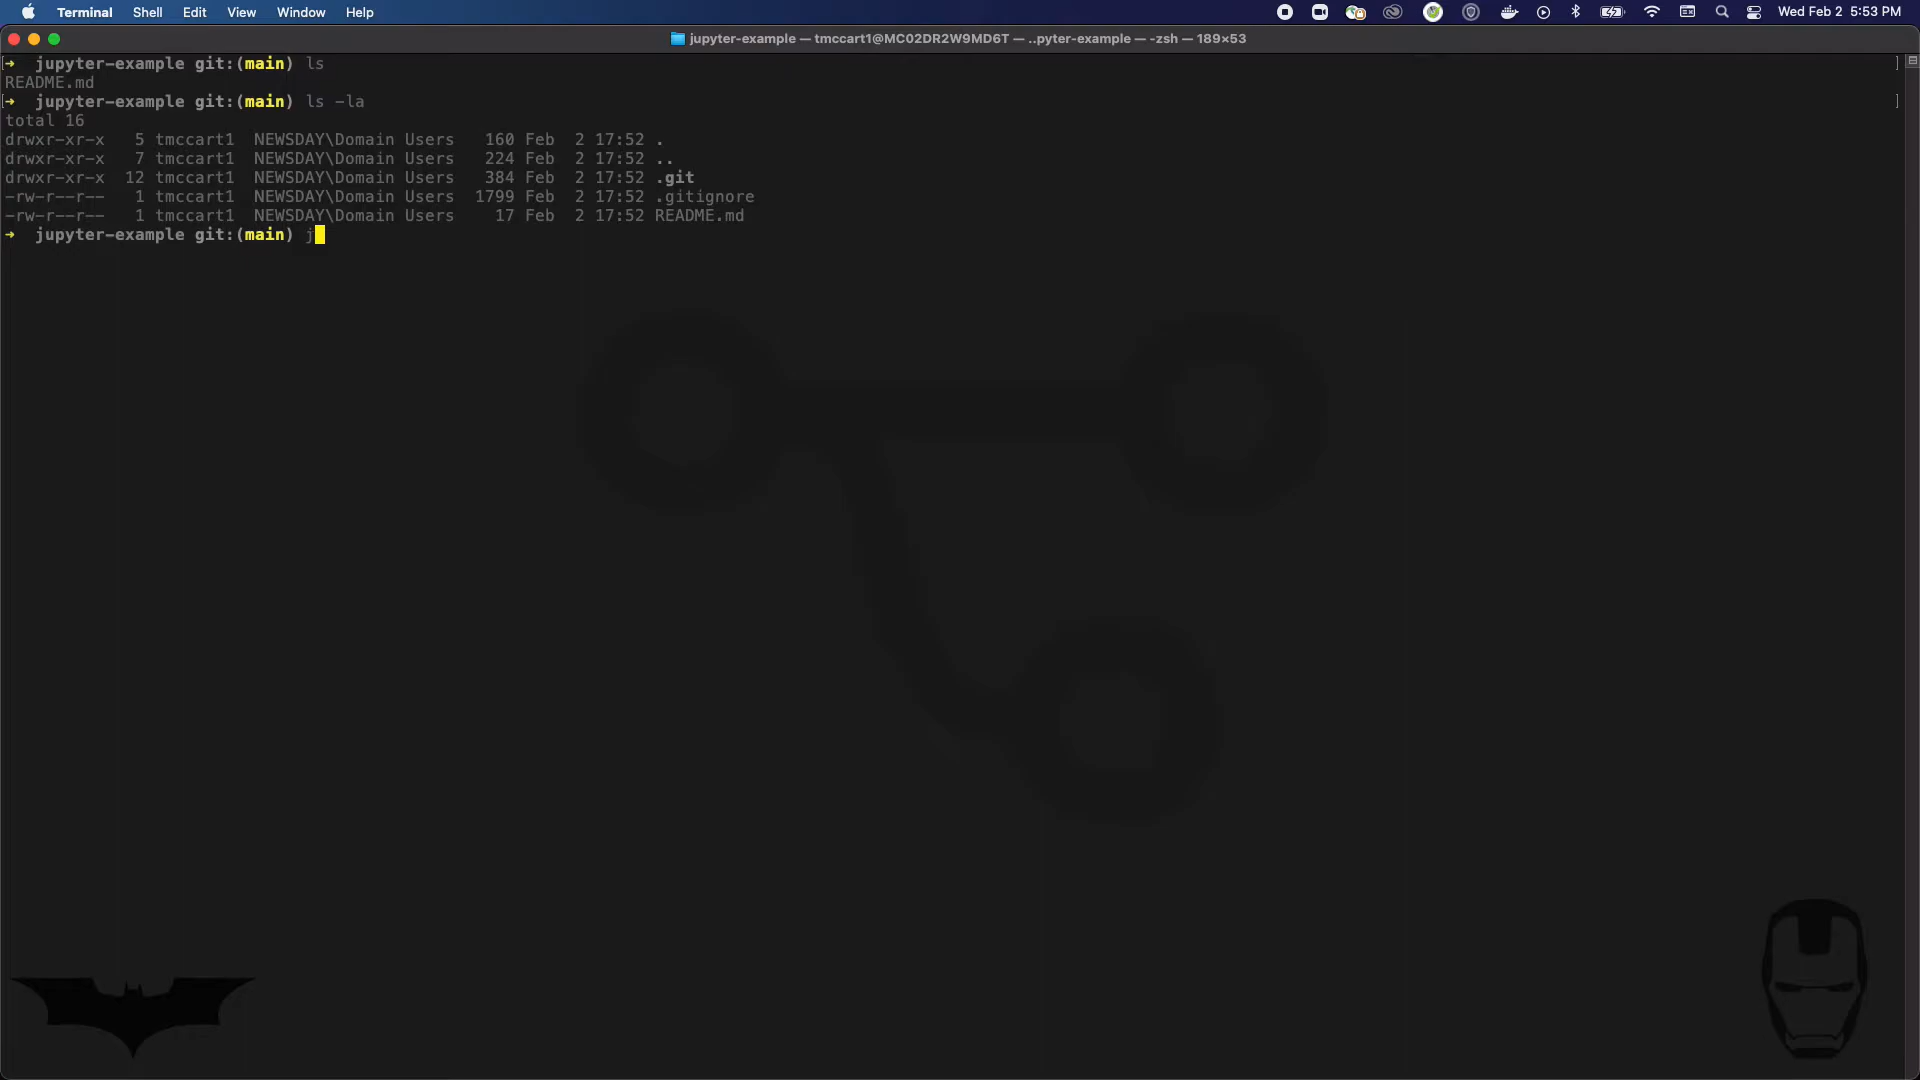 Terminal Shell Edit View Window Help Wed Feb 2 5:53 PM
jupyter-example — tmccart1@MC02DR2W9MD6T — ..pyter-example — -zsh — 189×53
[→ jupyter-example git:(main) ls ]
README.md
[→ jupyter-example git:(main) ls -la ]
total 16
drwxr-xr-x   5 tmccart1  NEWSDAY\Domain Users   160 Feb  2 17:52 .
drwxr-xr-x   7 tmccart1  NEWSDAY\Domain Users   224 Feb  2 17:52 ..
drwxr-xr-x  12 tmccart1  NEWSDAY\Domain Users   384 Feb  2 17:52 .git
-rw-r--r--   1 tmccart1  NEWSDAY\Domain Users  1799 Feb  2 17:52 .gitignore
-rw-r--r--   1 tmccart1  NEWSDAY\Domain Users    17 Feb  2 17:52 README.md
→ jupyter-example git:(main) j